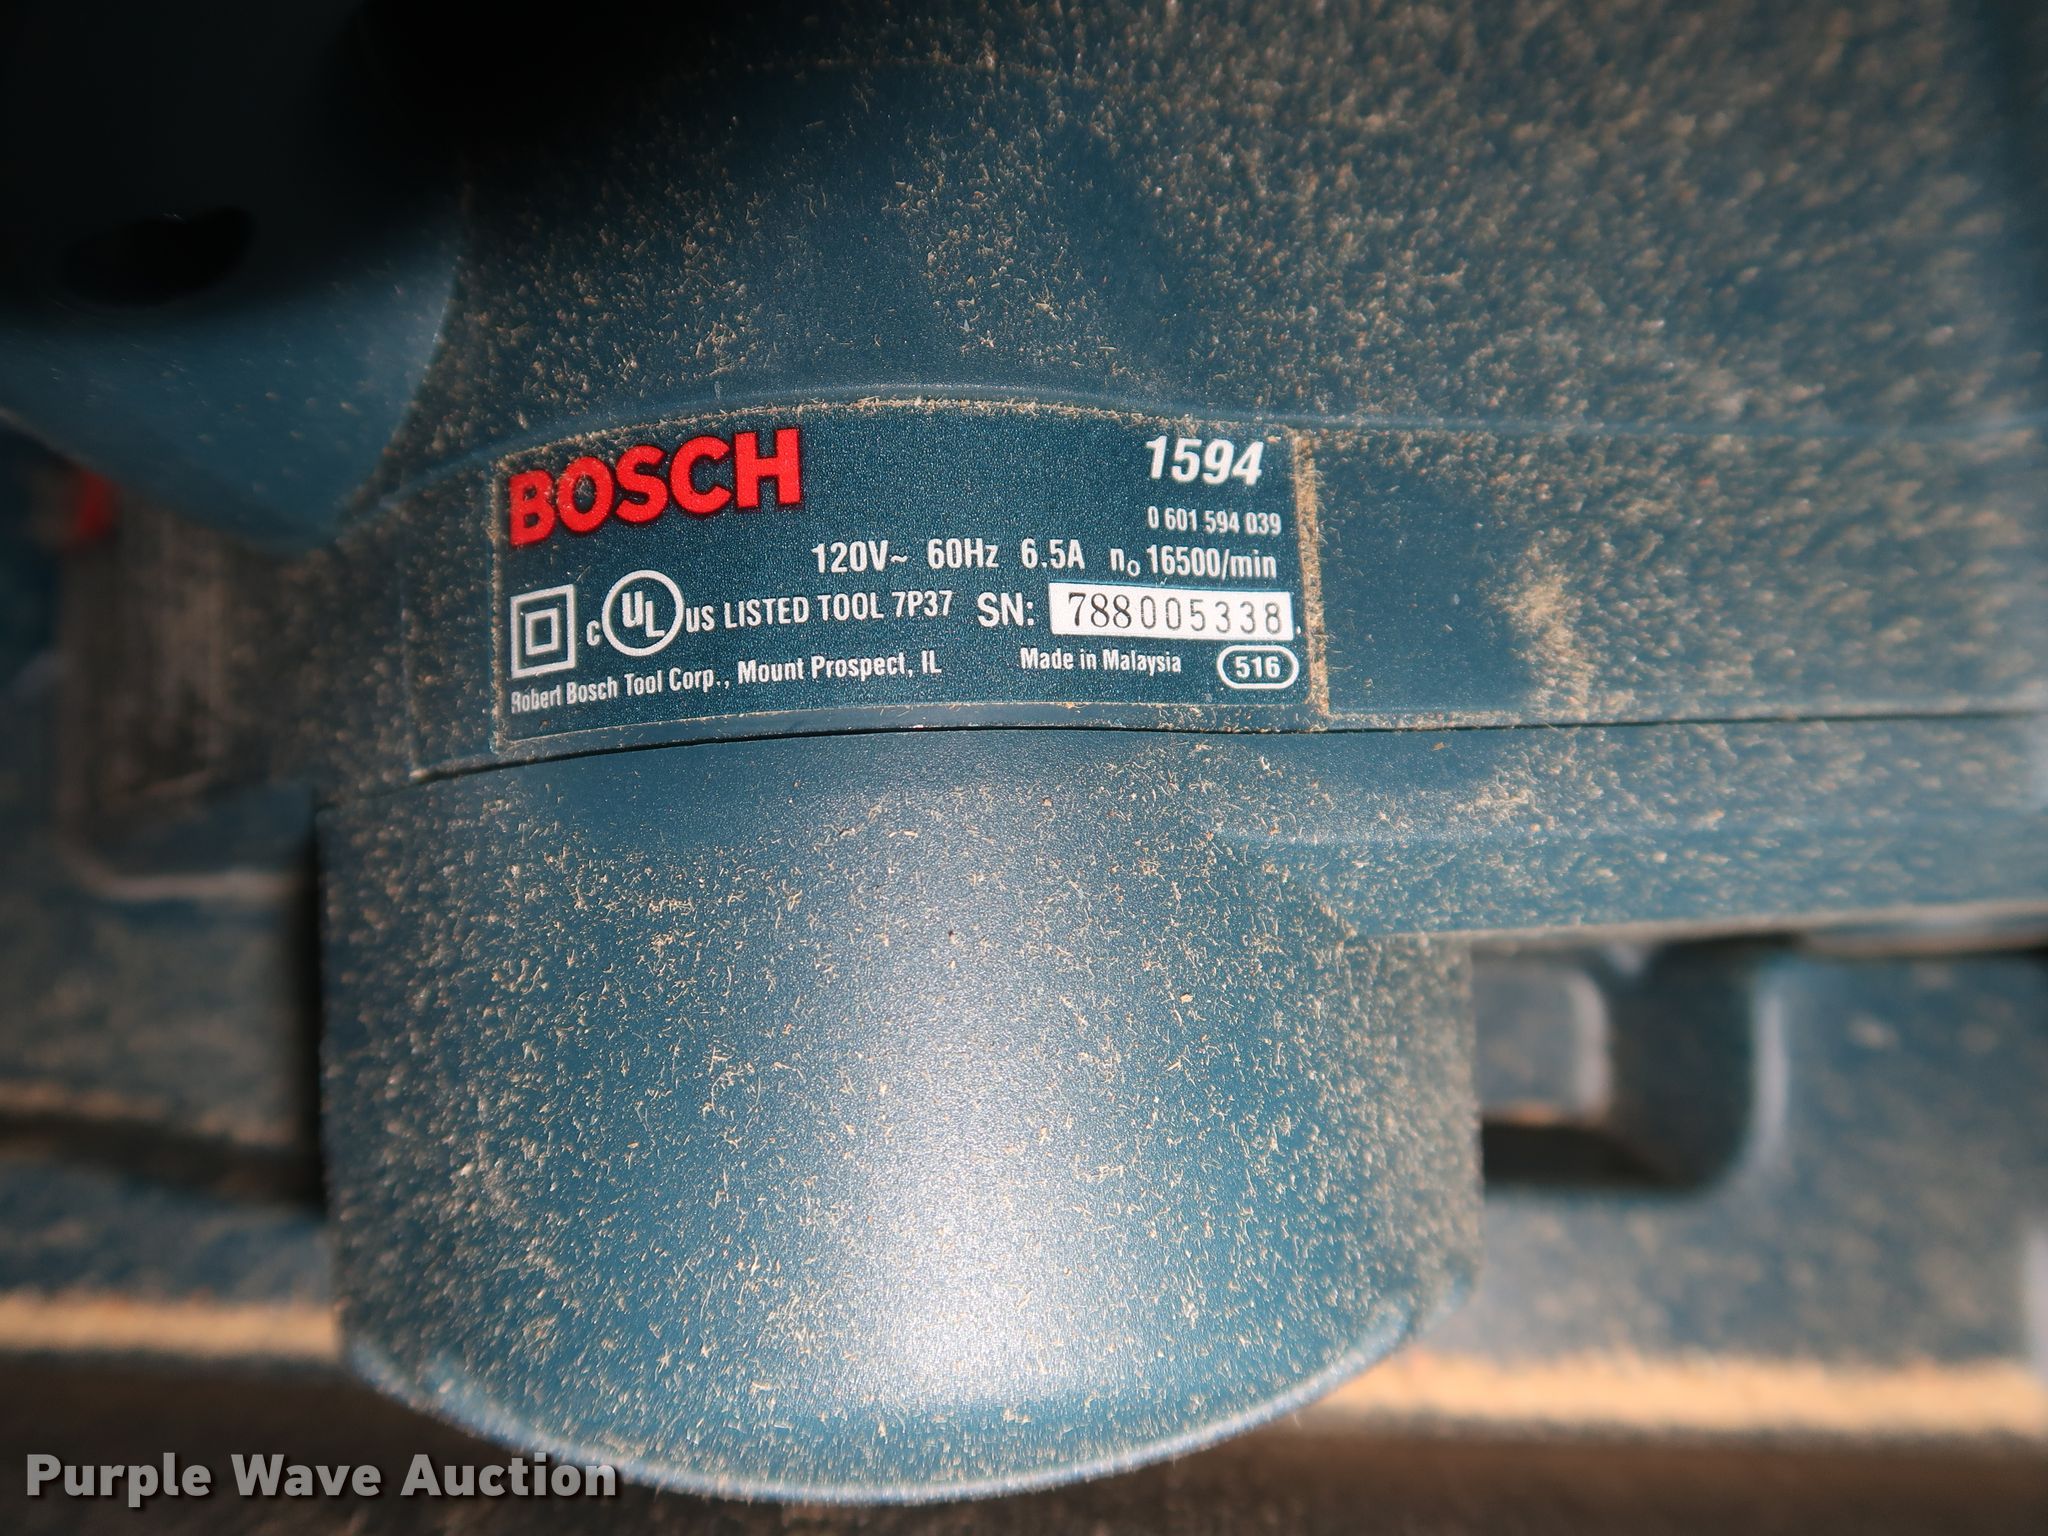 BOSCH 1594
0 601 594 039
120V~ 60Hz 6.5A no 16500/min
c UL US LISTED TOOL 7P37 SN: 788005338
Robert Bosch Tool Corp., Mount Prospect, IL Made in Malaysia 516
Purple Wave Auction